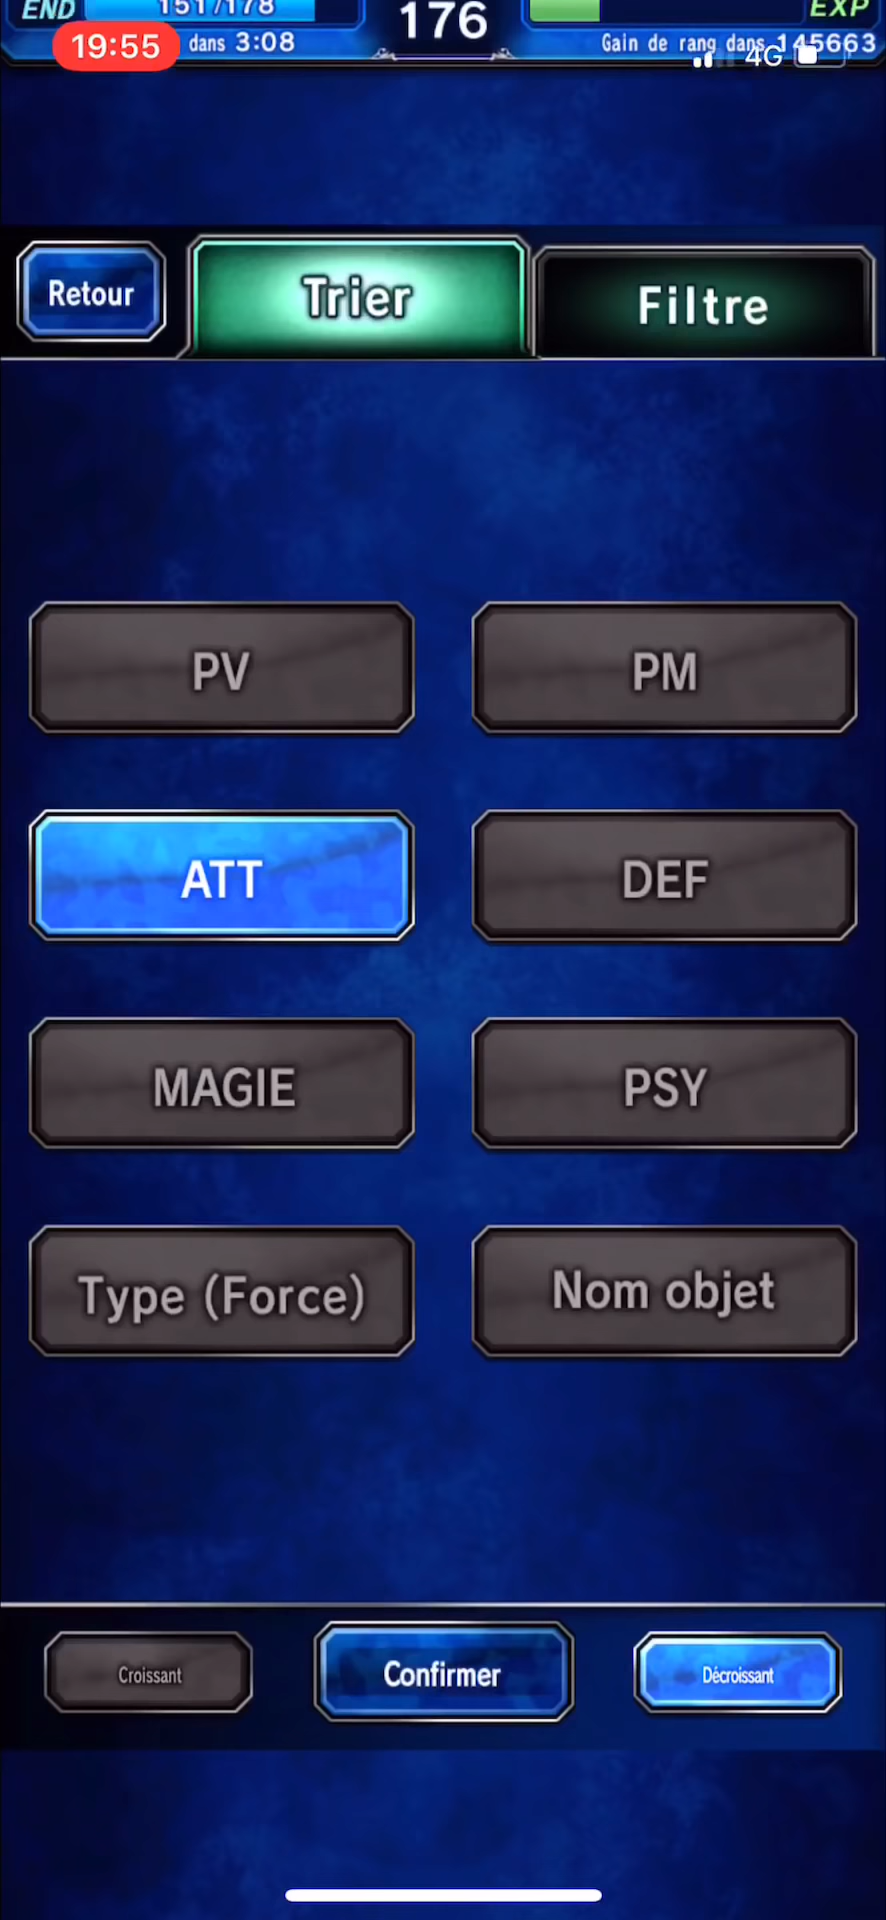 END 151/178 176 EXP
19:55 dans 3:08 Gain de rang dans 145663
4G
Retour Trier Filtre
PV PM
ATT DEF
MAGIE PSY
Type (Force) Nom objet
Croissant Confirmer Décroissant